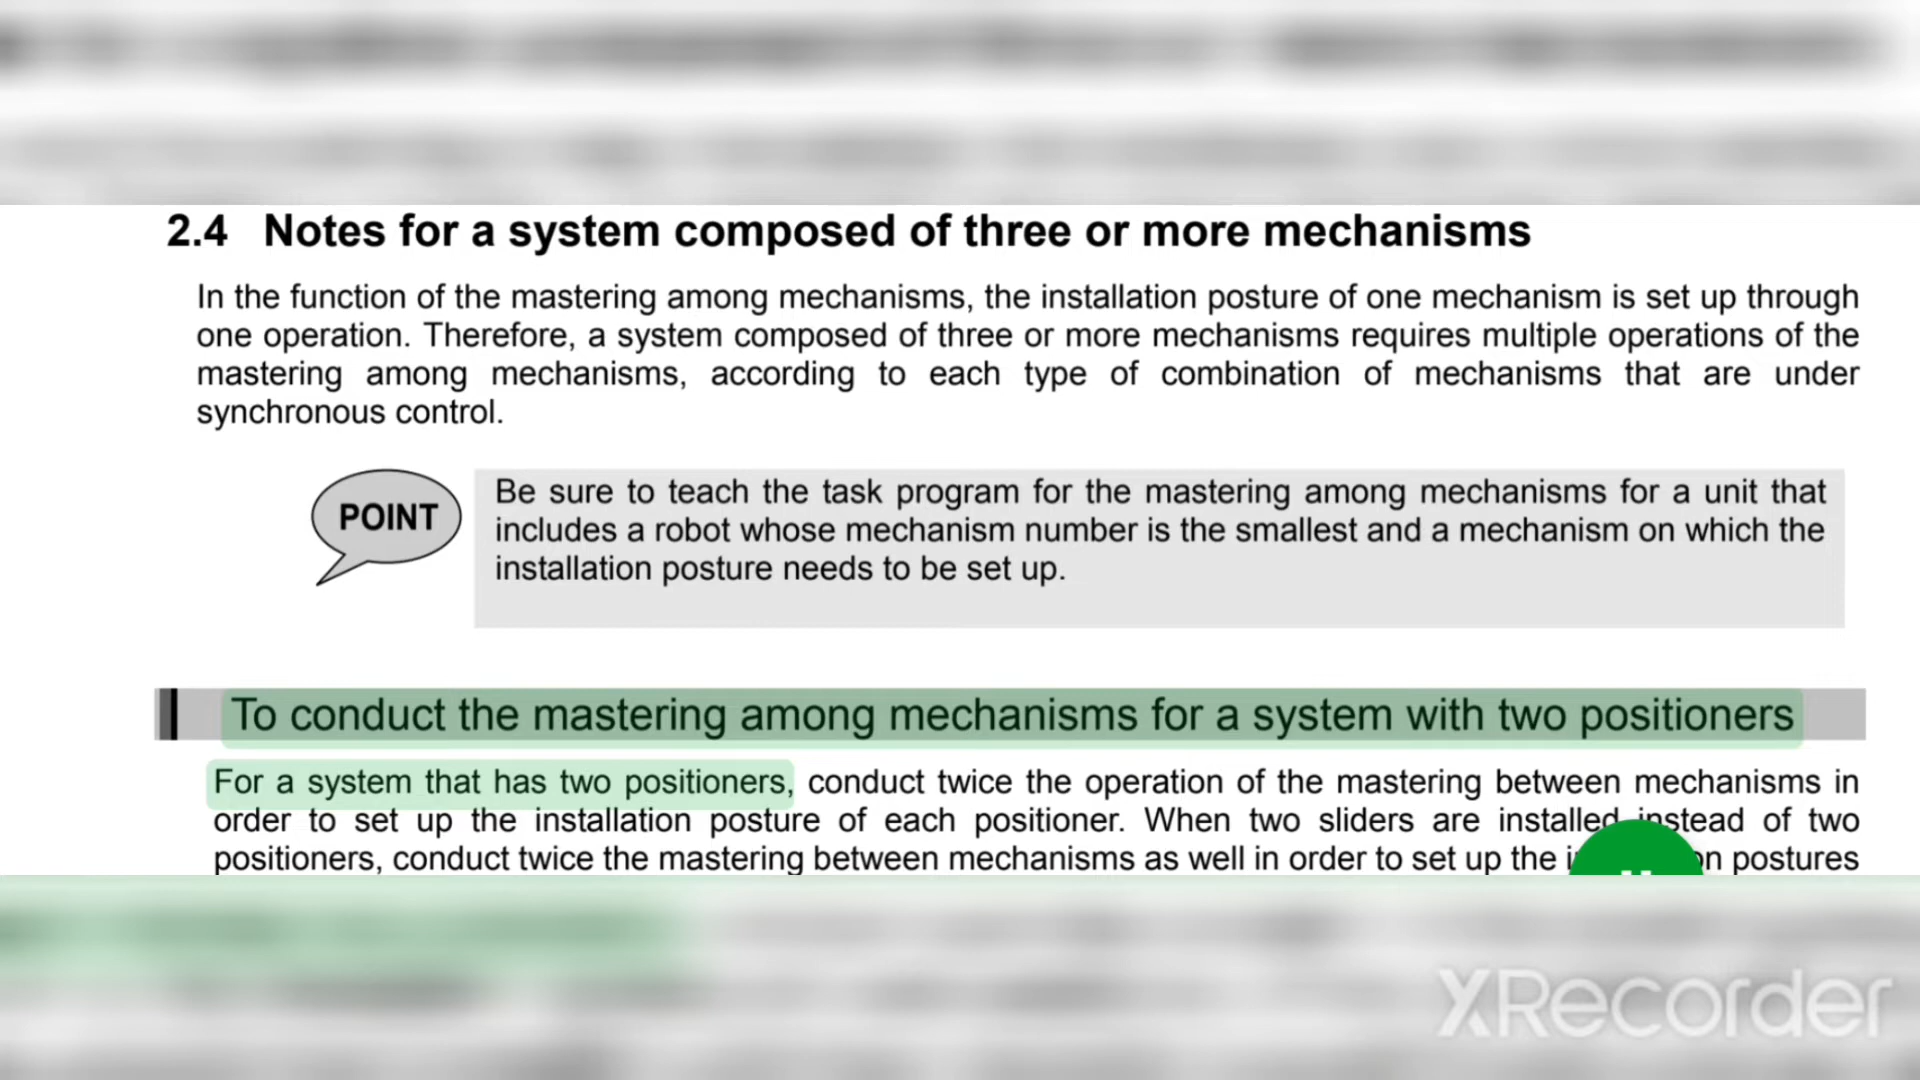 2.4 Notes for a system composed of three or more mechanisms
In the function of the mastering among mechanisms, the installation posture of one mechanism is set up through
one operation. Therefore, a system composed of three or more mechanisms requires multiple operations of the
mastering among mechanisms, according to each type of combination of mechanisms that are under
synchronous control.
POINT
Be sure to teach the task program for the mastering among mechanisms for a unit that
includes a robot whose mechanism number is the smallest and a mechanism on which the
installation posture needs to be set up.
To conduct the mastering among mechanisms for a system with two positioners
For a system that has two positioners, conduct twice the operation of the mastering between mechanisms in
order to set up the installation posture of each positioner. When two sliders are installed instead of two
positioners, conduct twice the mastering between mechanisms as well in order to set up the postures
XRecorder